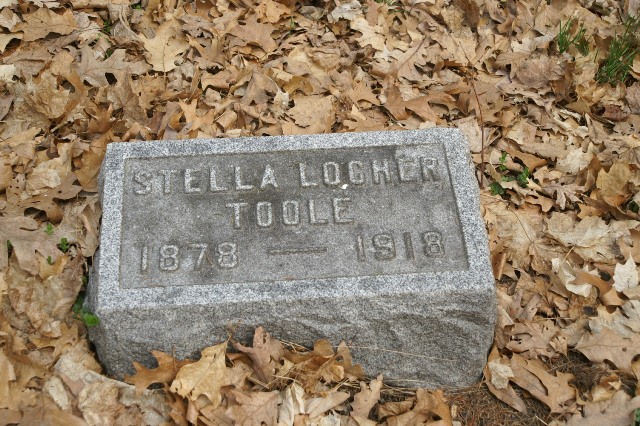 STELLA LOCHER
TOOLE
1878 — 1918